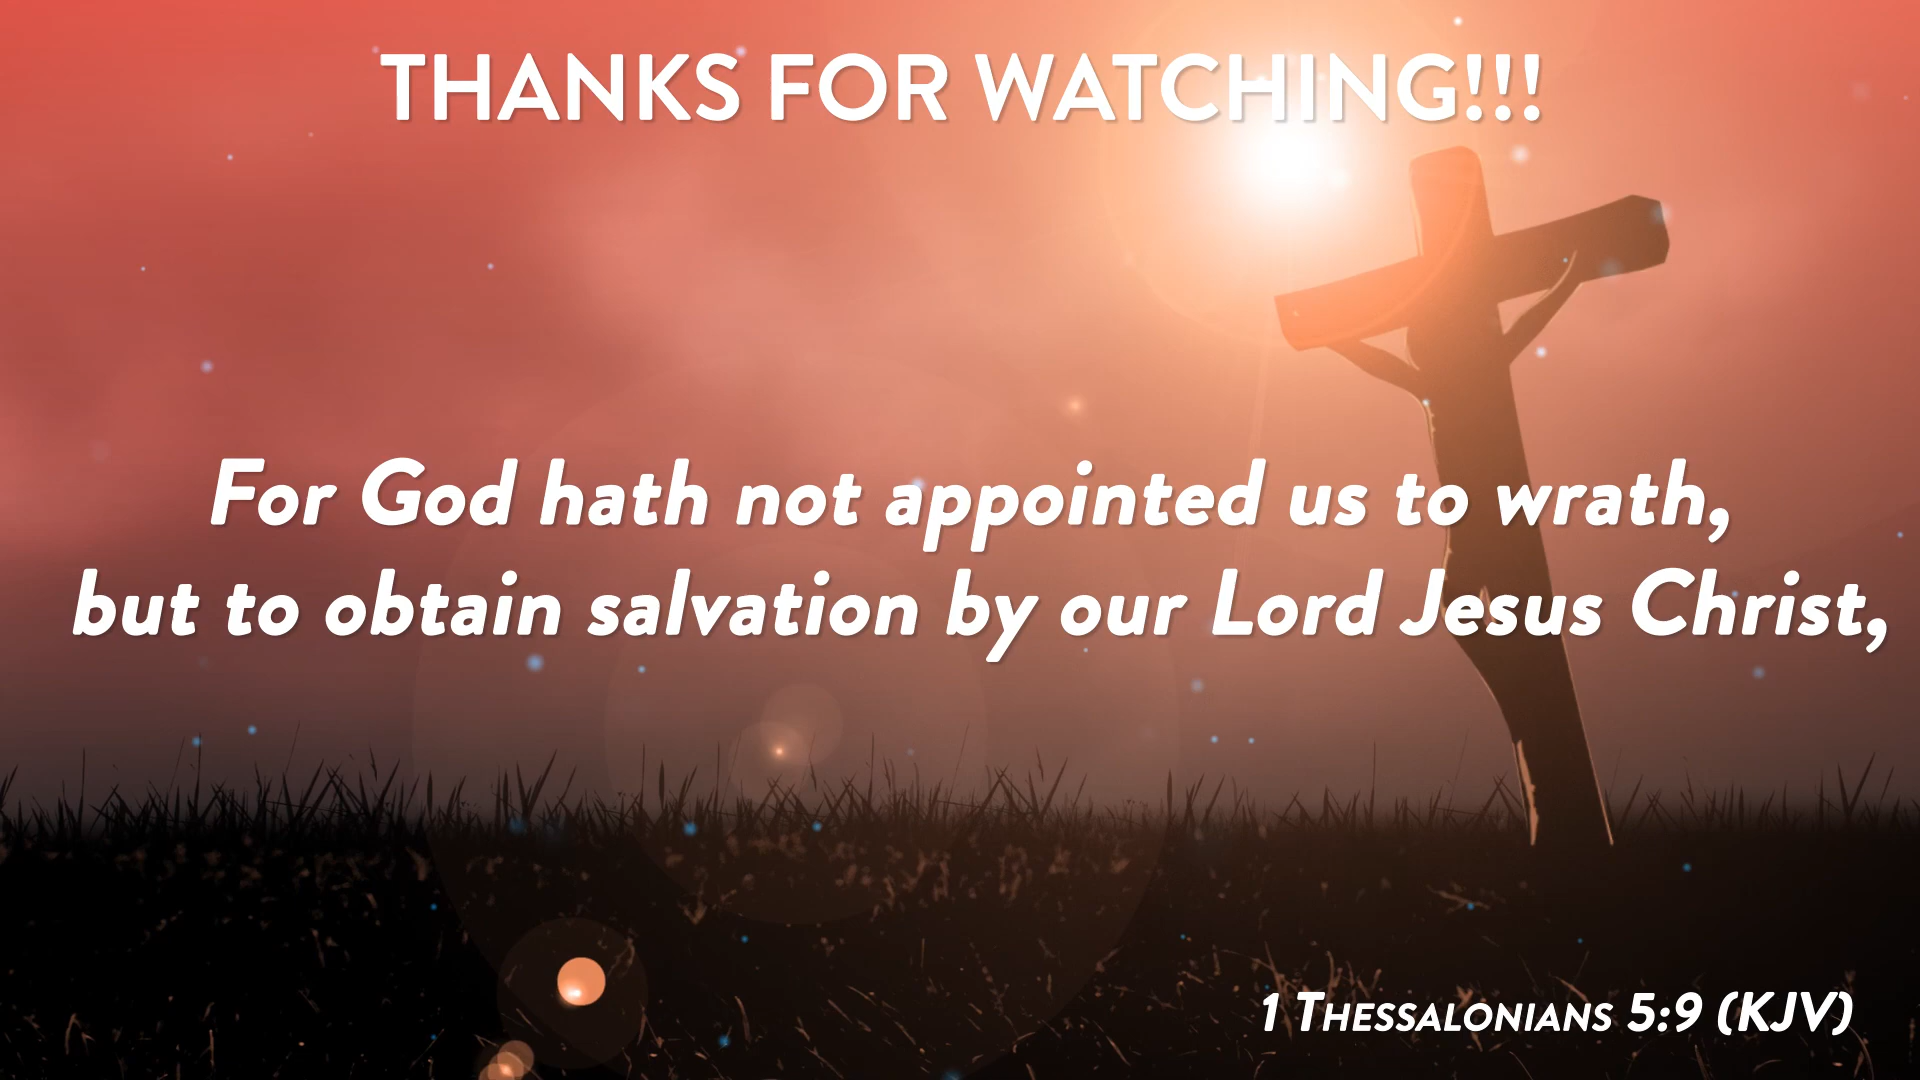 THANKS FOR WATCHING!!!
For God hath not appointed us to wrath,
but to obtain salvation by our Lord Jesus Christ,
1 Thessalonians 5:9 (KJV)